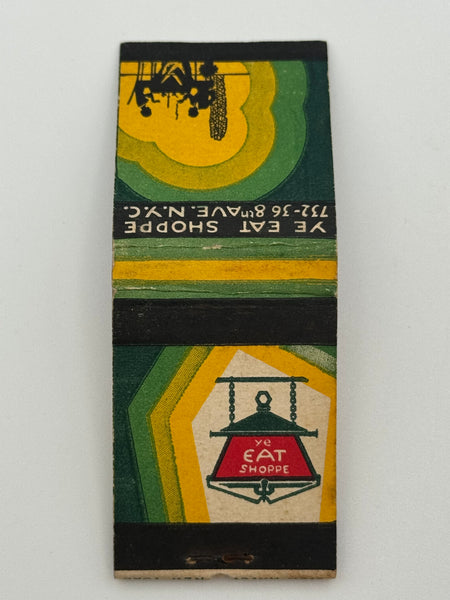 YE EAT SHOPPE
732-36 8th AVE. N.Y.C.
Ye
EAT
SHOPPE